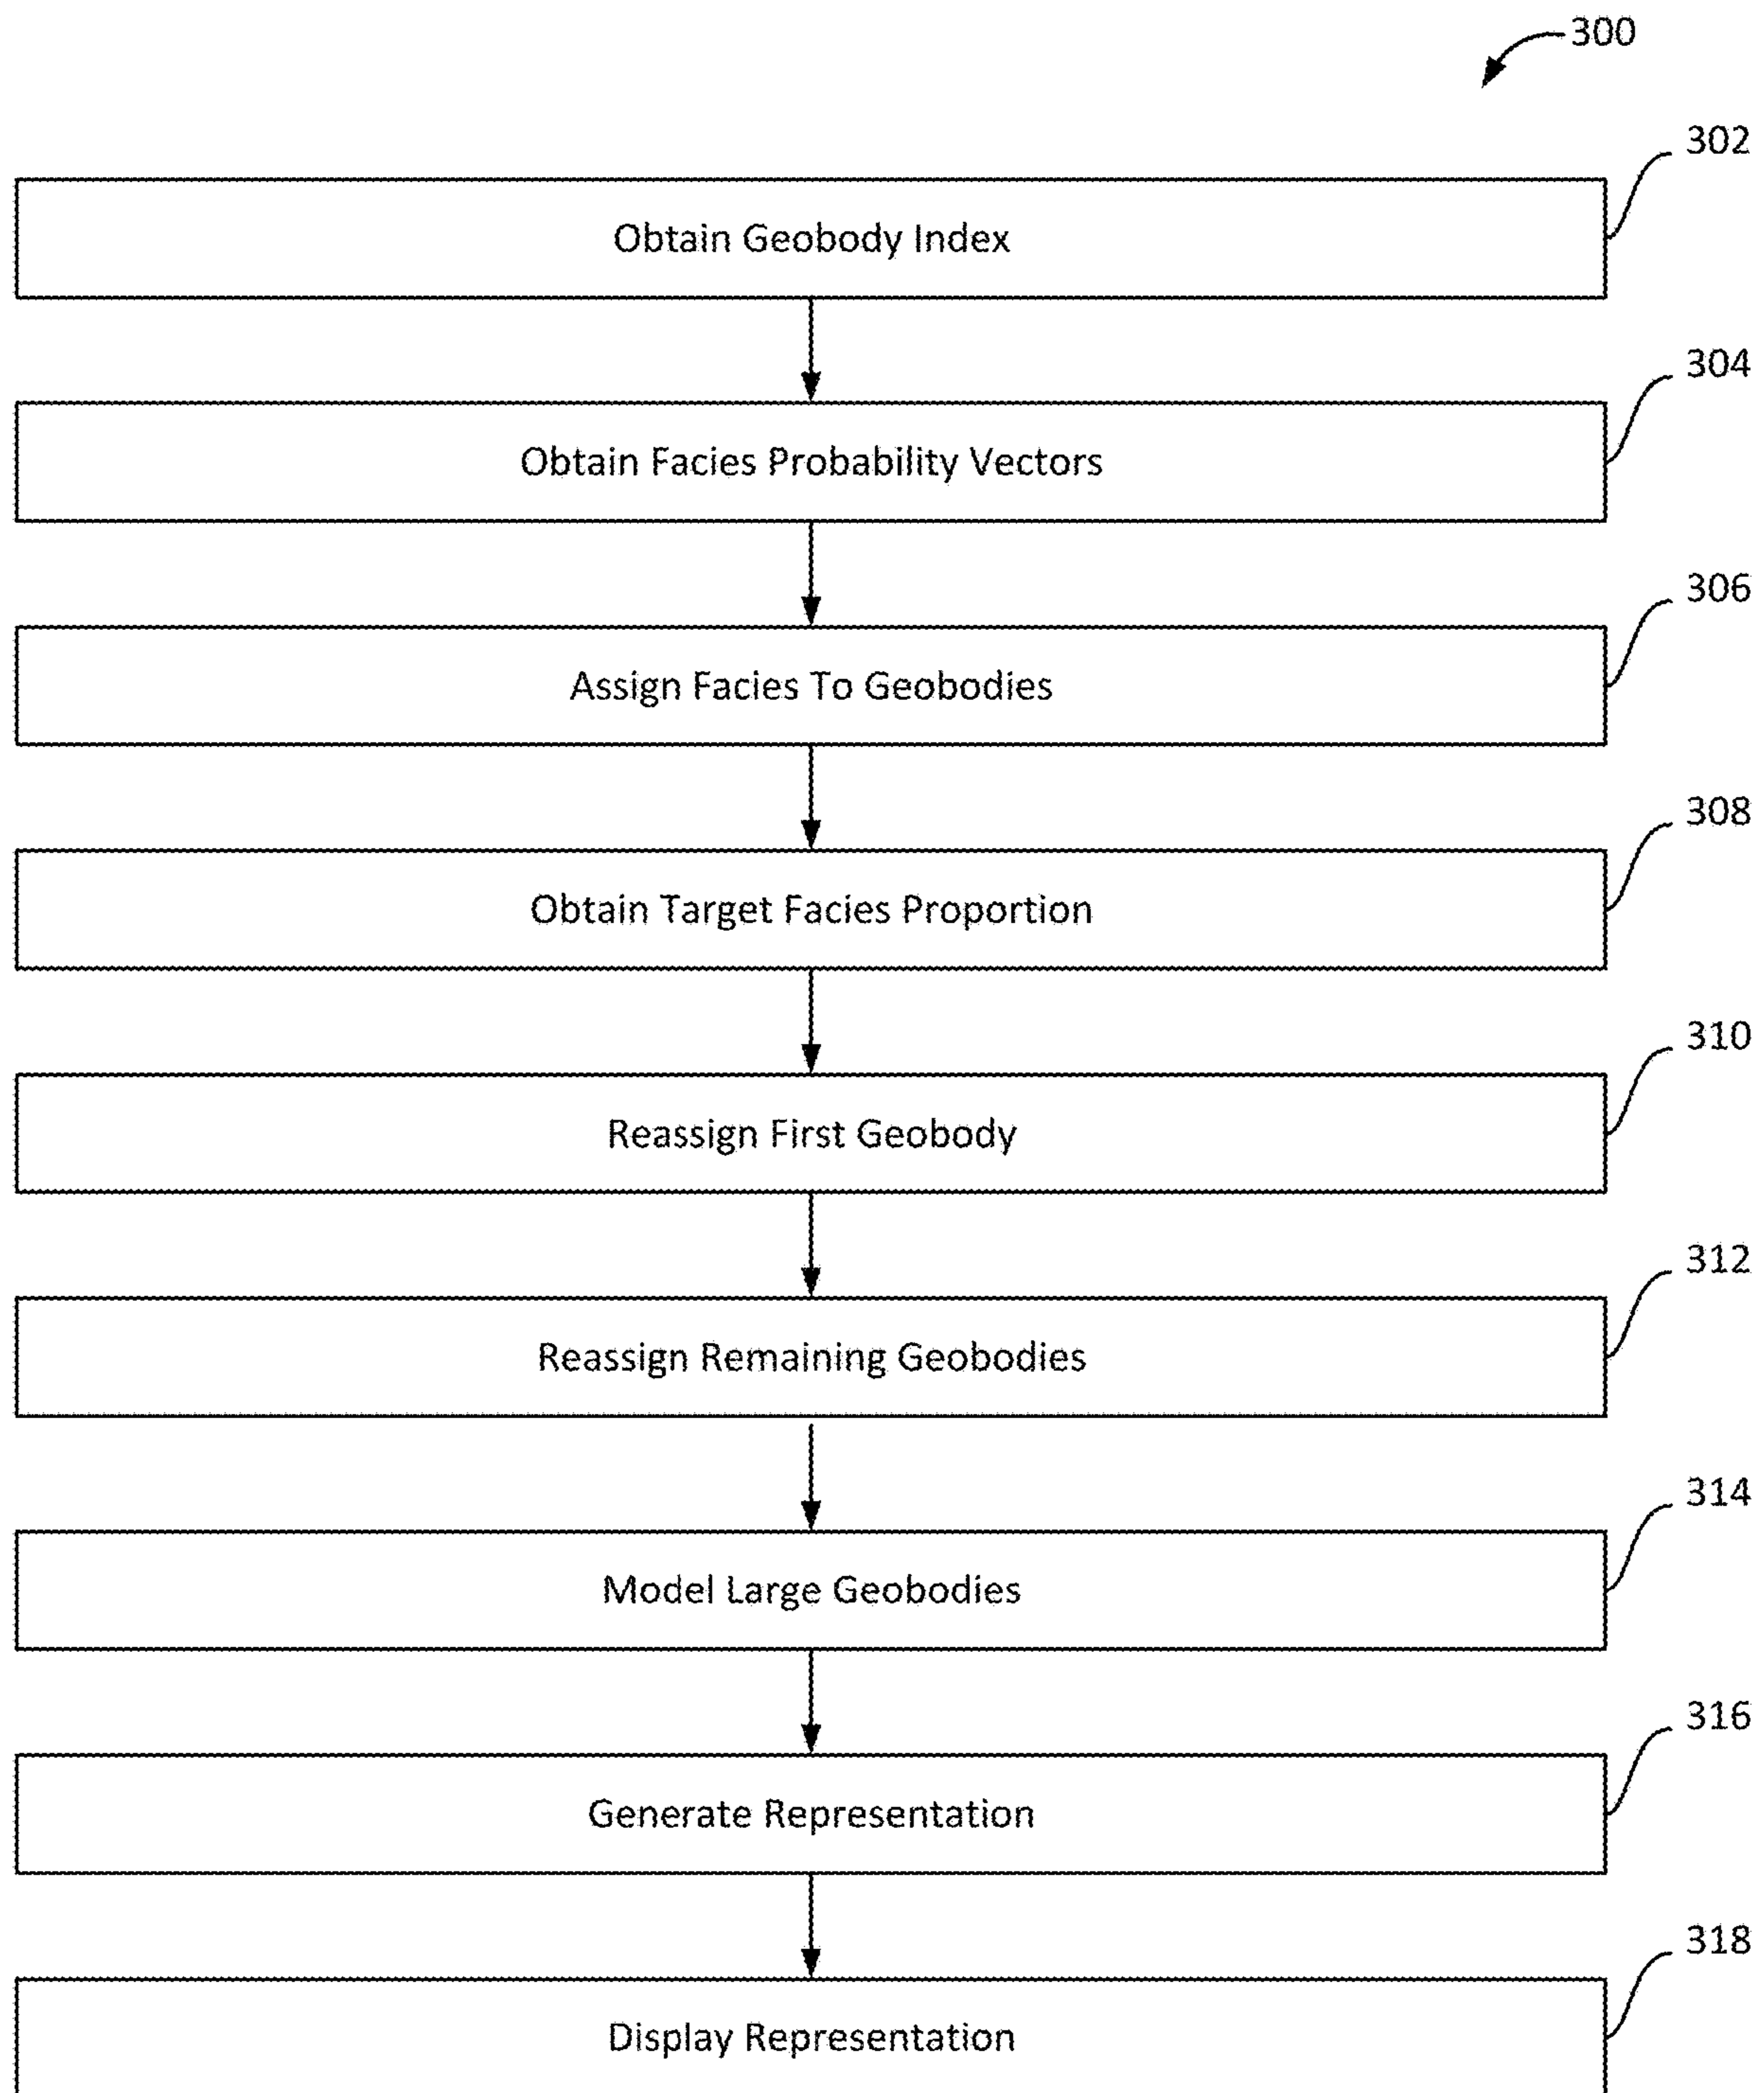 300
302
Obtain Geobody Index
304
Obtain Facies Probability Vectors
306
Assign Facies To Geobodies
308
Obtain Target Facies Proportion
310
Reassign First Geobody
312
Reassign Remaining Geobodies
314
Model Large Geobodies
316
Generate Representation
318
Display Representation